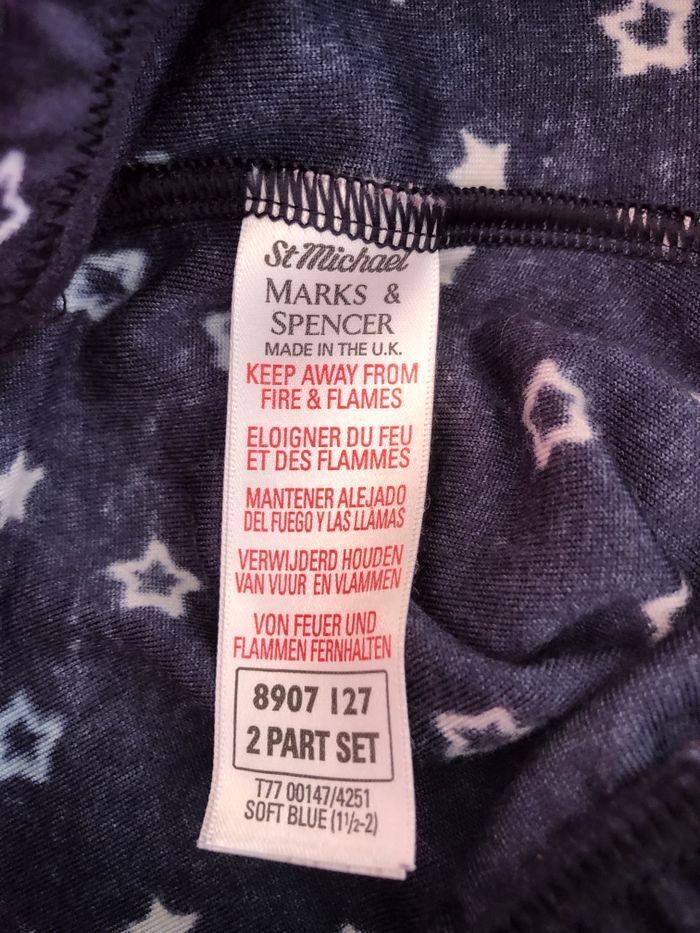 St Michael
MARKS &
SPENCER
MADE IN THE U.K.
KEEP AWAY FROM
FIRE & FLAMES
ELOIGNER DU FEU
ET DES FLAMMES
MANTENER ALEJADO
DEL FUEGO Y LAS LLAMAS
VERWIJDERD HOUDEN
VAN VUUR EN VLAMMEN
VON FEUER UND
FLAMMEN FERNHALTEN
8907 127
2 PART SET
T77 00147/4251
SOFT BLUE (1½-2)